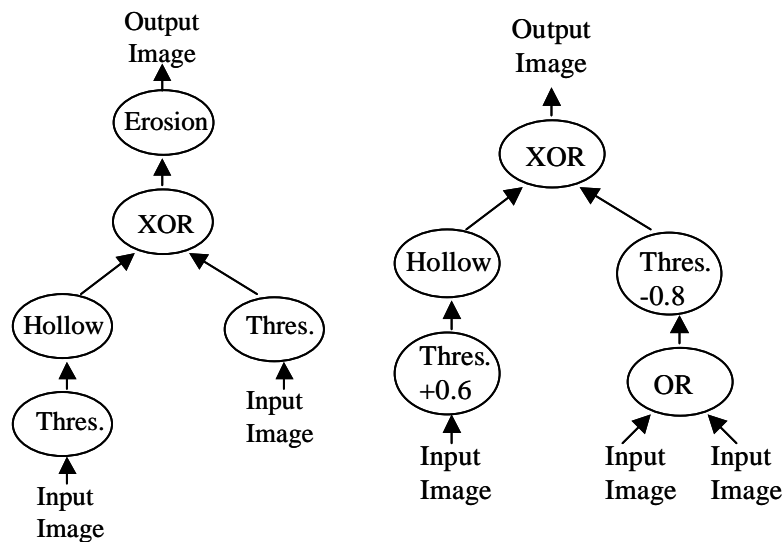 Output
Image
Erosion
XOR
Hollow
Thres.
Thres.
Input
Image
Input
Image
Output
Image
XOR
Hollow
Thres.
-0.8
Thres.
+0.6
OR
Input
Image
Input
Image
Input
Image